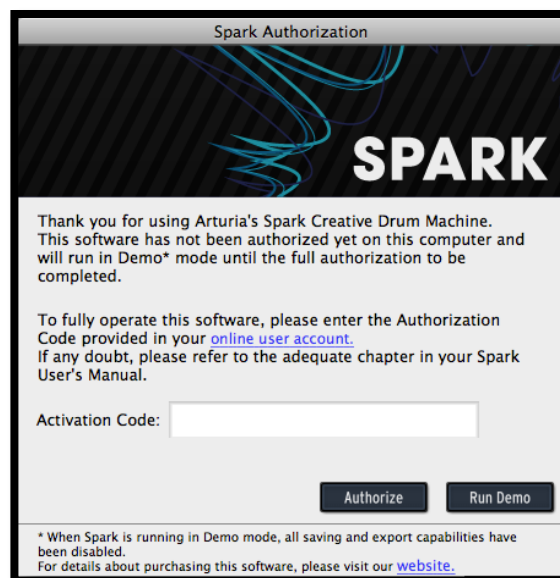 Spark Authorization
SPARK
Thank you for using Arturia's Spark Creative Drum Machine.
This software has not been authorized yet on this computer and
will run in Demo* mode until the full authorization to be
completed.
To fully operate this software, please enter the Authorization
Code provided in your online user account.
If any doubt, please refer to the adequate chapter in your Spark
User's Manual.
Activation Code:
Authorize
Run Demo
* When Spark is running in Demo mode, all saving and export capabilities have
been disabled.
For details about purchasing this software, please visit our website.